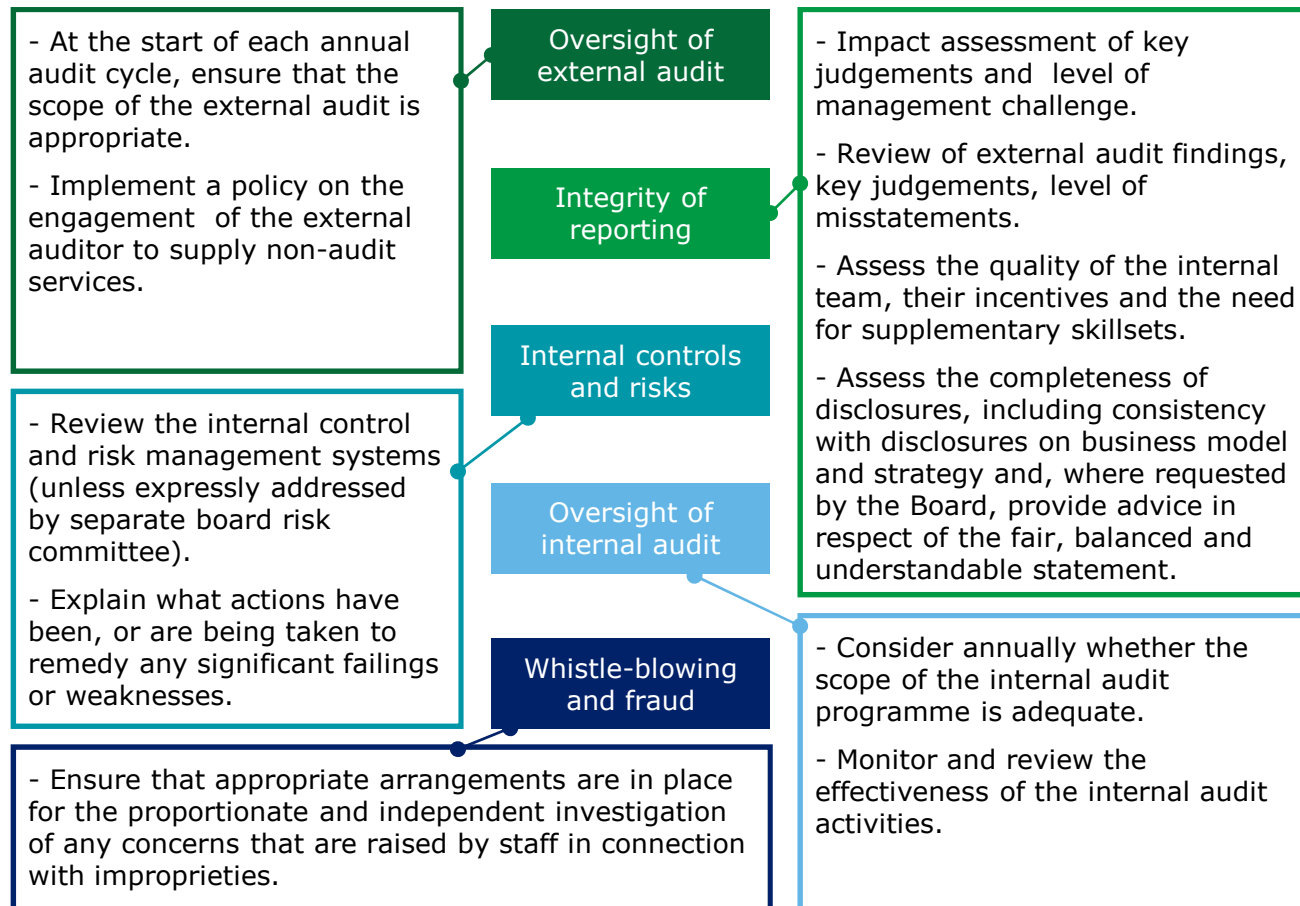 Oversight of
external audit
- At the start of each annual
audit cycle, ensure that the
scope of the external audit is
appropriate.
- Implement a policy on the
engagement of the external
auditor to supply non-audit
services.
Integrity of
reporting
- Impact assessment of key
judgements and level of
management challenge.
- Review of external audit findings,
key judgements, level of
misstatements.
- Assess the quality of the internal
team, their incentives and the need
for supplementary skillsets.
- Assess the completeness of
disclosures, including consistency
with disclosures on business model
and strategy and, where requested
by the Board, provide advice in
respect of the fair, balanced and
understandable statement.
Internal controls
and risks
- Review the internal control
and risk management systems
(unless expressly addressed
by separate board risk
committee).
- Explain what actions have
been, or are being taken to
remedy any significant failings
or weaknesses.
Oversight of
internal audit
- Consider annually whether the
scope of the internal audit
programme is adequate.
- Monitor and review the
effectiveness of the internal audit
activities.
Whistle-blowing
and fraud
- Ensure that appropriate arrangements are in place
for the proportionate and independent investigation
of any concerns that are raised by staff in connection
with improprieties.